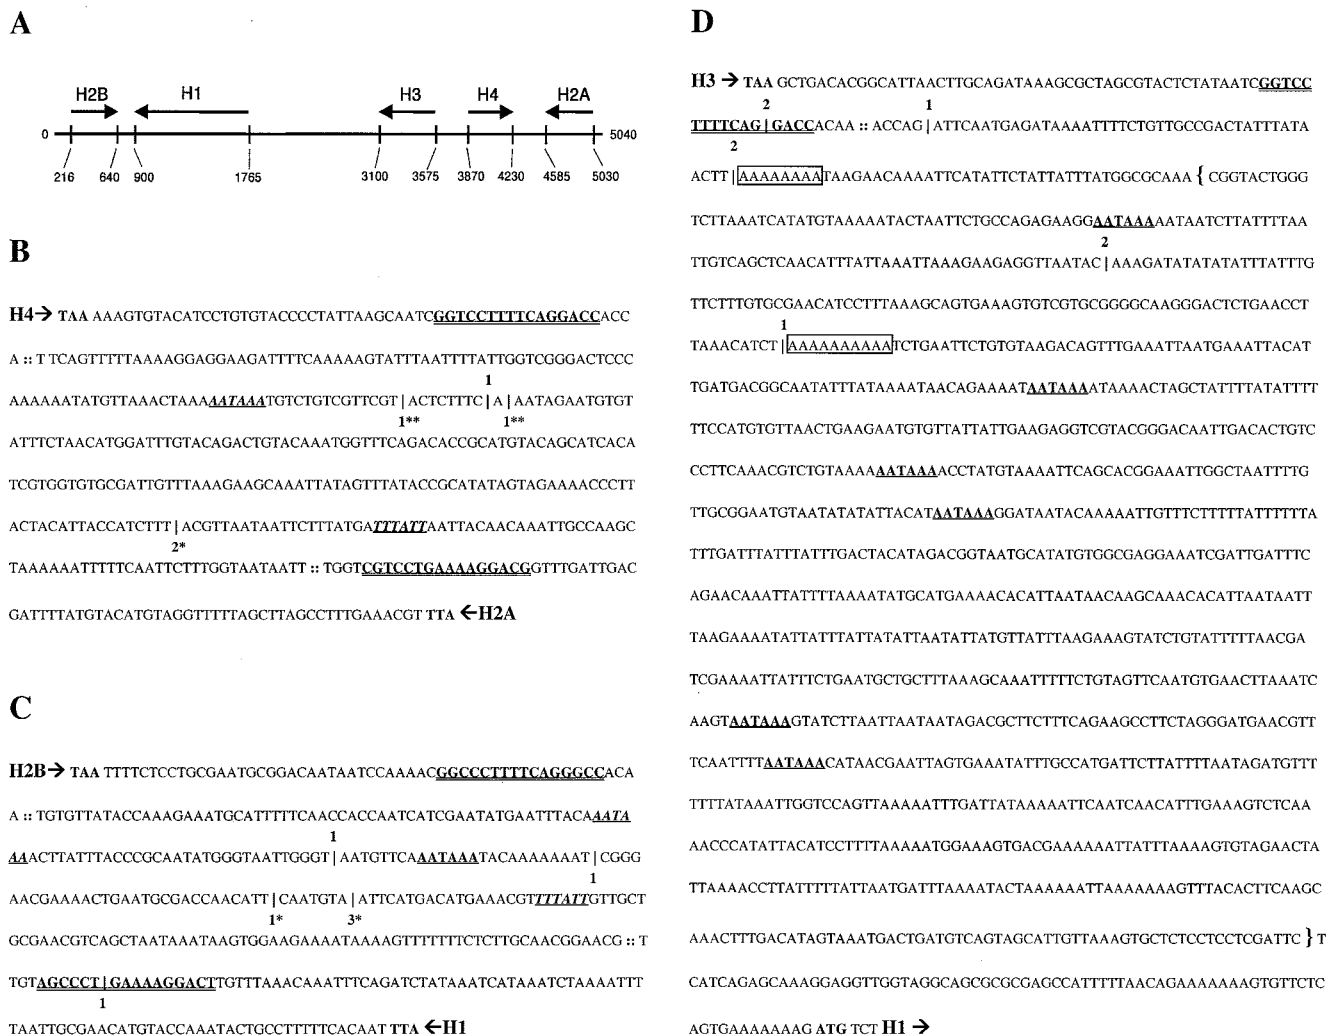 A
H2B H1 H3 H4 H2A
0 5040
216 640 900 1765 3100 3575 3870 4230 4585 5030
B
H4→ TAA AAAGTGTACATCCTGTGTACCCCTATTAAGCAATCGGTCCTTTTCAGGACCACC
A :: T TCAGTTTTTAAAAGGAGGAAGATTTTCAAAAAGTATTTAATTTTATTGGTCGGGACTCCC
1
AAAAAATATGTTAAACTAAAAATAAATGTCTGTCGTTCGT|ACTCTTTC|A|AATAGAATGTGT
1** 1**
ATTTCTAACATGGATTTGTACAGACTGTACAAATGGTTTCAGACACCGCATGTACAGCATCACA
TCGTGGTGTGCGATTGTTTAAAGAAGCAAATTATAGTTTATACCGCATATAGTAGAAAACCCTT
ACTACATTACCATCTTT|ACGTTAATAATTCTTTATGATTTATTAATTACAACAAATTGCCAAGC
2*
TAAAAAATTTTTCAATTCTTTGGTAATAATT :: TGGTCGTCCTGAAAAGGACGGTTTGATTGAC
GATTTTATGTACATGTAGGTTTTTAGCTTAGCCTTTGAAACGT TTA ←H2A
C
H2B→ TAA TTTTCTCCTGCGAATGCGGACAATAATCCAAAACGGCCCTTTTCAGGGCCACA
A :: TGTGTTATACCAAAGAAATGCATTTTTCAACCACCAATCATCGAATATGAATTTACAAATA
1
AAACTTATTTACCCGCAATATGGGTAATTGGGT|AATGTTCAAATAAATACAAAAAAAT|CGGG
1
AACGAAAACTGAATGCGACCAACATT|CAATGTA|ATTCATGACATGAAACGTTTTATTGTTGCT
1* 3*
GCGAACGTCAGCTAATAAATAAGTGGAAGAAAATAAAAGTTTTTTTCTCTTGCAACGGAACG :: T
TGTAGCCCT|GAAAAGGACTTGTTTAAACAAATTTCAGATCTATAAATCATAAATCTAAAATTT
1
TAATTGCGAACATGTACCAAATACTGCCTTTTTCACAAT TTA ←H1
D
H3 → TAA GCTGACACGGCATTAACTTGCAGATAAAGCGCTAGCGTACTCTATAATCGGTCC
2 1
TTTTCAG|GACCACAA :: ACCAG|ATTCAATGAGATAAAATTTTCTGTTGCCGACTATTTATA
2
ACTT|AAAAAAAATAAGAACAAAATTCATATTCTATTATTTATGGCGCAAA { CGGTACTGGG
TCTTAAATCATATGTAAAAATACTAATTCTGCCAGAGAAGGAATAAAAATAATCTTATTTTAA
2
TTGTCAGCTCAACATTTATTAAATTAAAGAAGAGGTTAATAC|AAAGATATATATATTTATTTG
TTCTTTGTGCGAACATCCTTTAAAGCAGTGAAAGTGTCGTGCGGGGCAAGGGACTCTGAACCT
1
TAAACATCT|AAAAAAAAAATCTGAATTCTGTGTAAGACAGTTTGAAATTAATGAAATTACAT
TGATGACGGCAATATTTATAAAATAACAGAAAATAATAAAATAAAACTAGCTATTTTATATTTT
TTCCATGTGTTAACTGAAGAATGTGTTATTATTGAAGAGGTCGTACGGGACAATTGACACTGTC
CCTTCAAACGTCTGTAAAAAATAAAACCTATGTAAAATTCAGCACGGAAATTGGCTAATTTTG
TTGCGGAATGTAATATATATTACATAATAAAGGATAATACAAAAATTGTTTCTTTTTATTTTTTA
TTTGATTTATTTATTTGACTACATAGACGGTAATGCATATGTGGCGAGGAAATCGATTGATTTC
AGAACAAATTATTTTAAAATATGCATGAAAACACATTAATAACAAGCAAACACATTAATAATT
TAAGAAAATATTATTTATTATATTAATATTATGTTATTTAAGAAAGTATCTGTATTTTTAACGA
TCGAAAATTATTTCTGAATGCTGCTTTAAAGCAAATTTTTCTGTAGTTCAATGTGAACTTAAATC
AAGTAATAAAGTATCTTAATTAATAATAGACGCTTCTTTCAGAAGCCTTCTAGGGATGAACGTT
TCAATTTTAATAAACATAACGAATTAGTGAAATATTTGCCATGATTCTTATTTTAATAGATGTTT
TTTTATAAATTGGTCCAGTTAAAAATTTGATTATAAAAATTCAATCAACATTTGAAAGTCTCAA
AACCCATATTACATCCTTTTAAAAATGGAAAGTGACGAAAAAATTATTTAAAAGTGTAGAACTA
TTAAAACCTTATTTTTATTAATGATTTAAAATACTAAAAAATTAAAAAAAGTTTACACTTCAAGC
AAACTTTGACATAGTAAATGACTGATGTCAGTAGCATTGTTAAAGTGCTCTCCTCCTCGATTC } T
CATCAGAGCAAAGGAGGTTGGTAGGCAGCGCGCGAGCCATTTTTAACAGAAAAAAAGTGTTCTC
AGTGAAAAAAAG ATG TCT H1 →